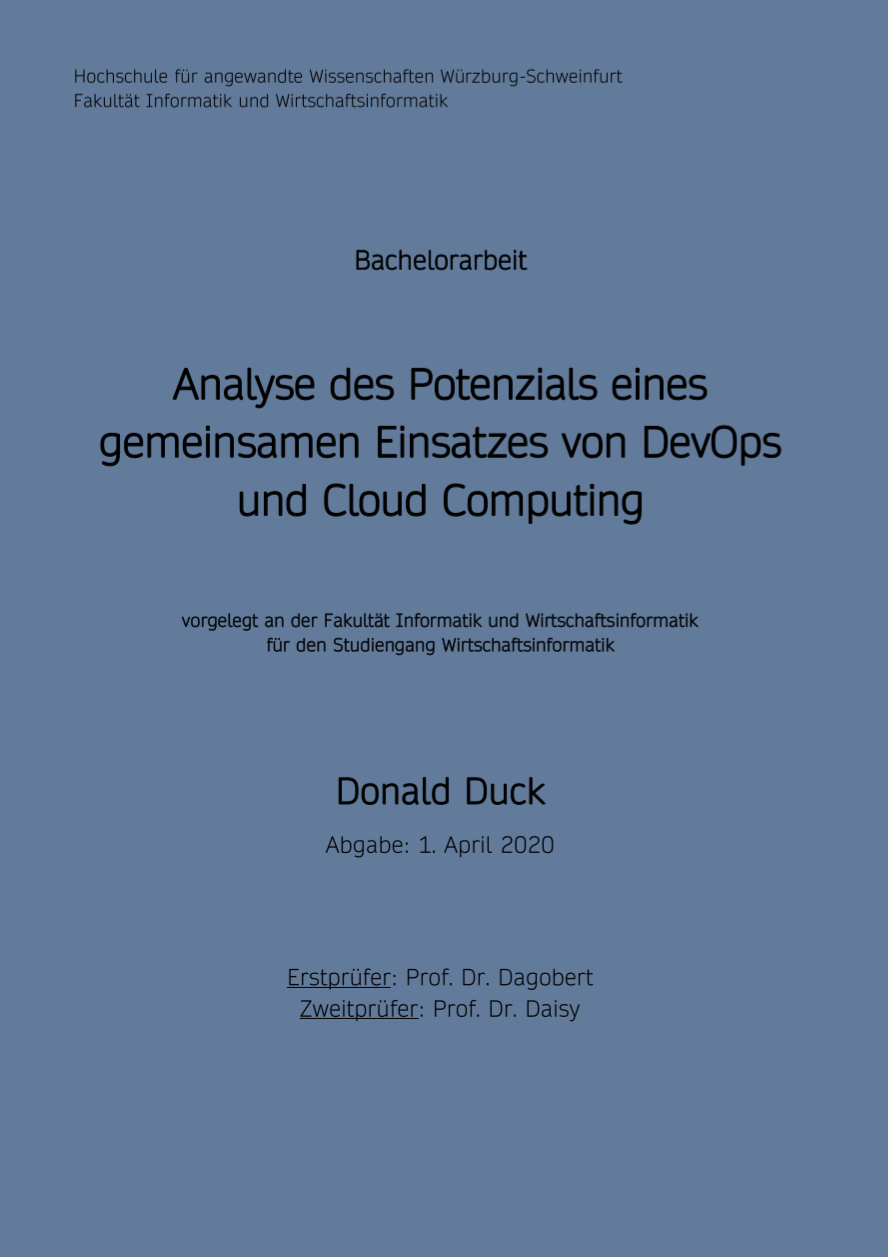 Hochschule für angewandte Wissenschaften Würzburg-Schweinfurt
Fakultät Informatik und Wirtschaftsinformatik
Bachelorarbeit
Analyse des Potenzials eines
gemeinsamen Einsatzes von DevOps
und Cloud Computing
vorgelegt an der Fakultät Informatik und Wirtschaftsinformatik
für den Studiengang Wirtschaftsinformatik
Donald Duck
Abgabe: 1. April 2020
Erstprüfer: Prof. Dr. Dagobert
Zweitprüfer: Prof. Dr. Daisy